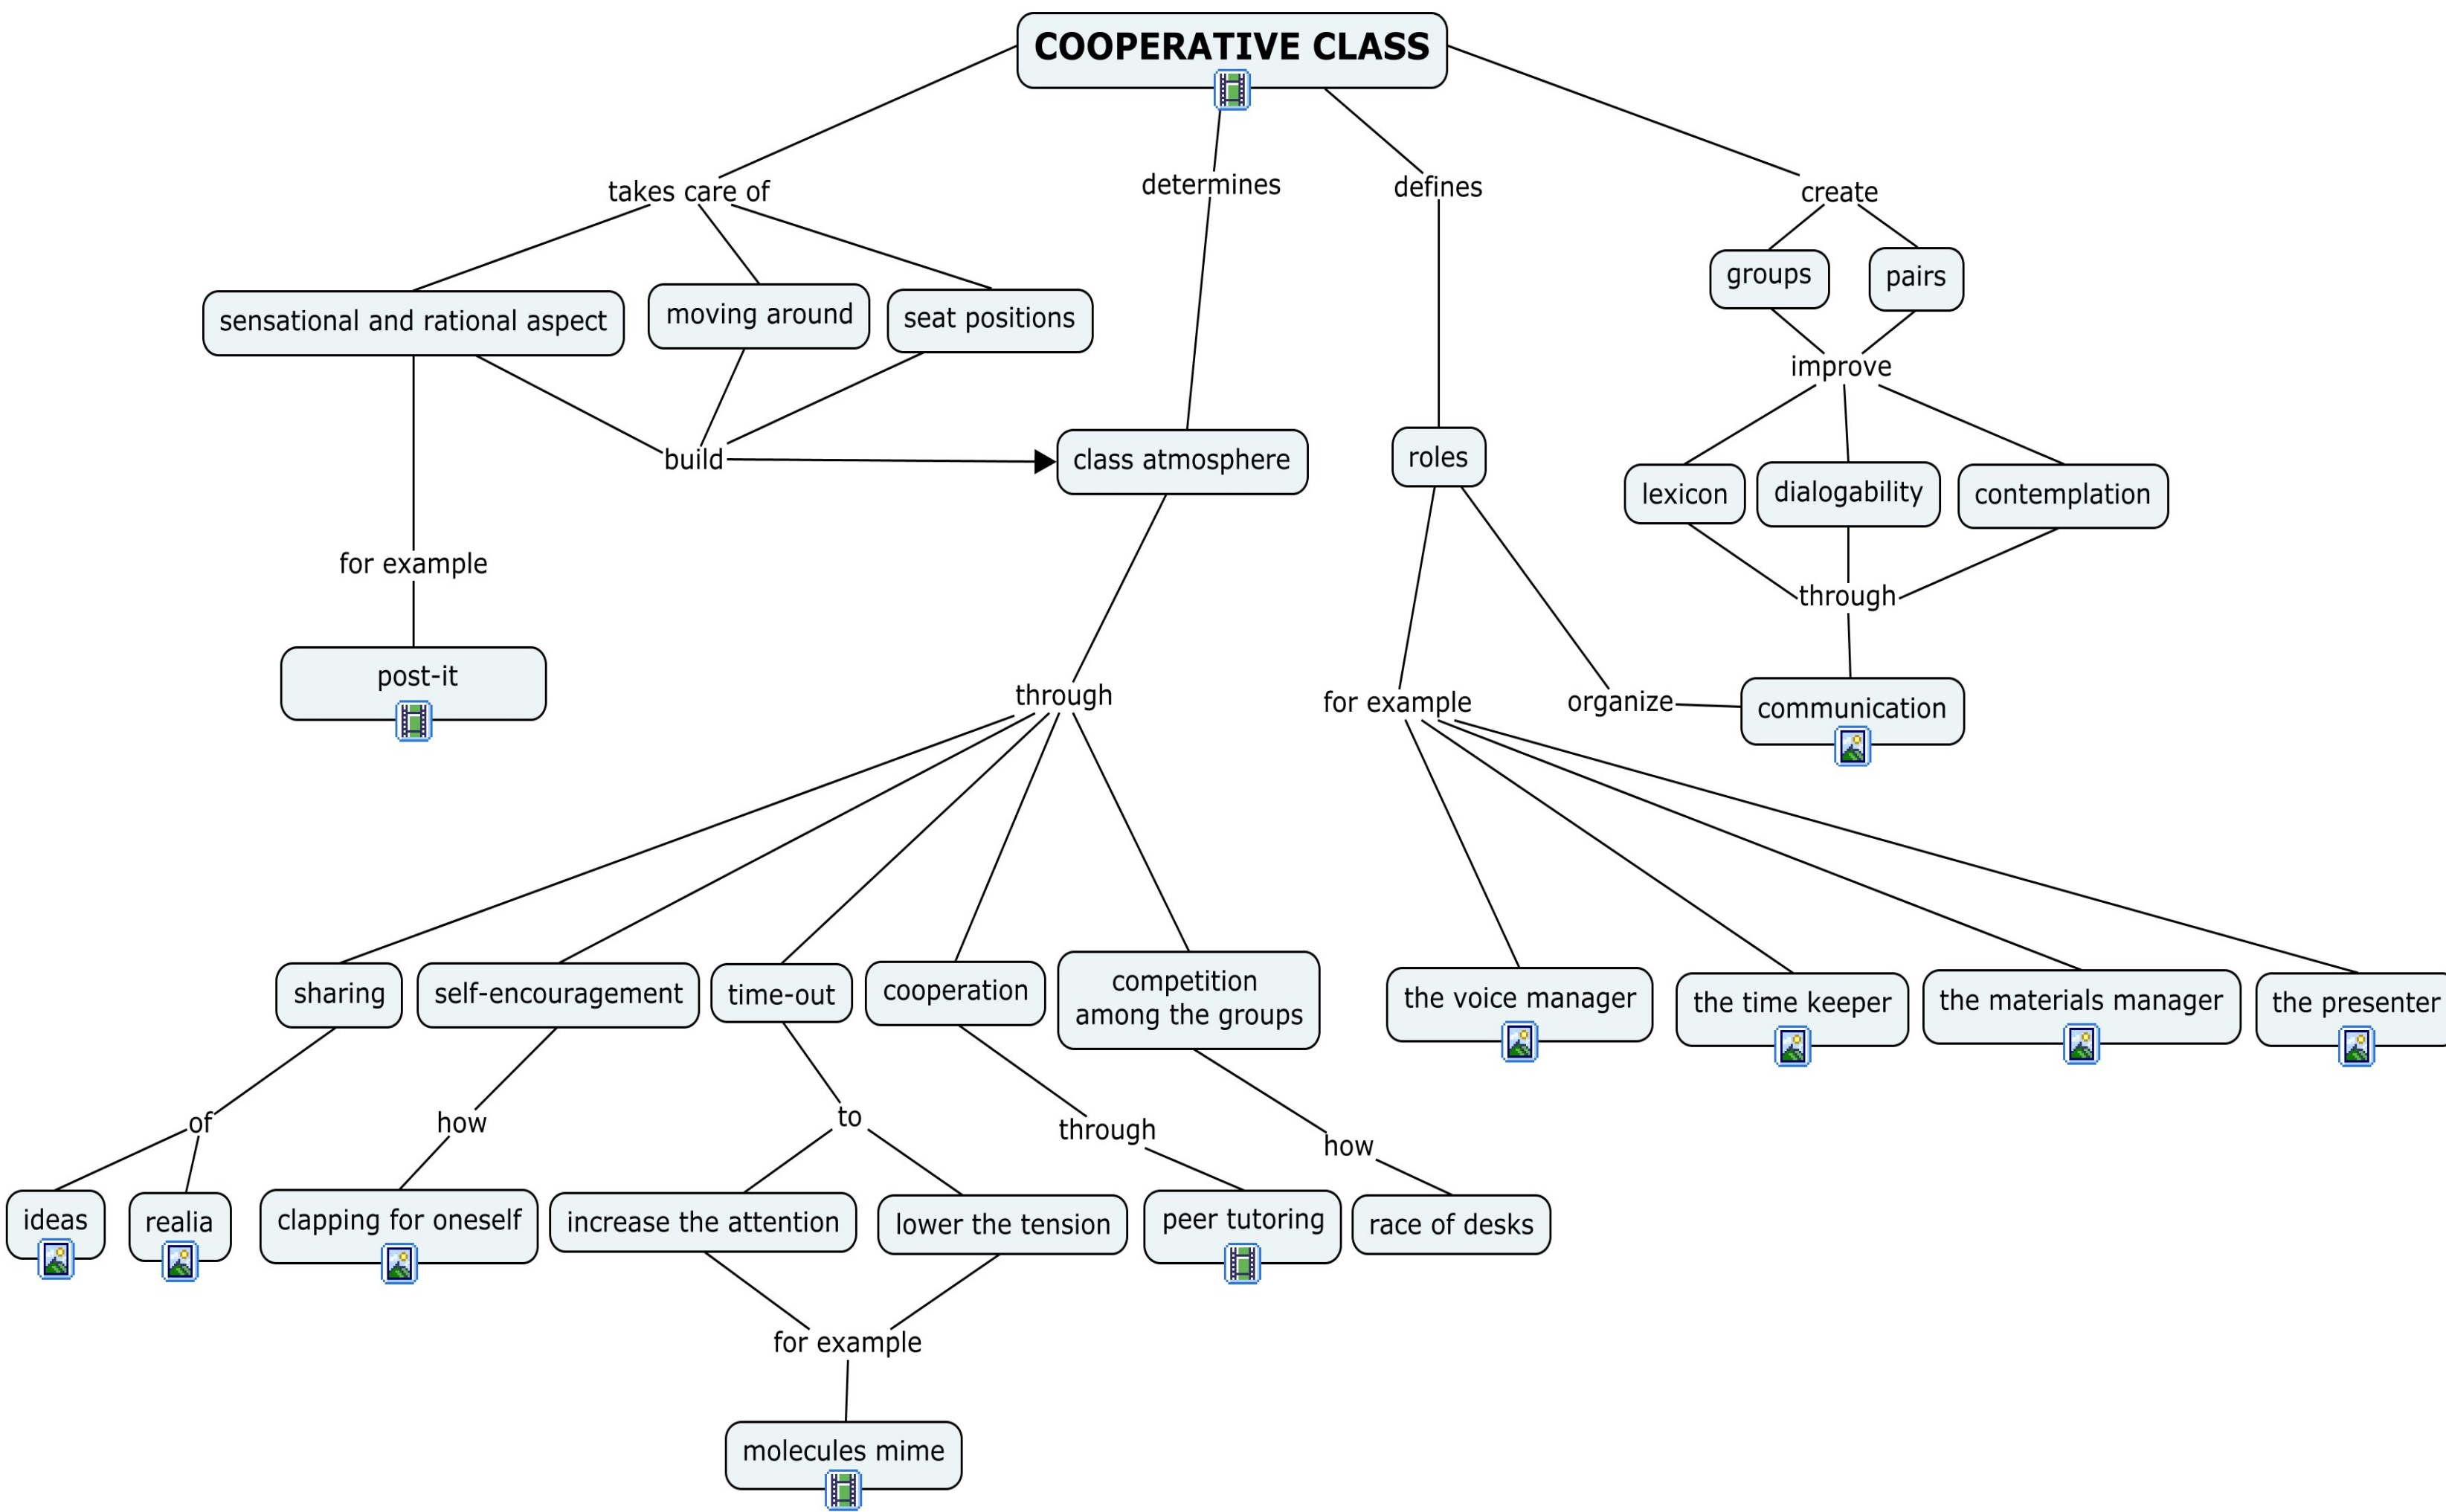 COOPERATIVE CLASS
takes care of
determines
defines
create
groups
pairs
sensational and rational aspect
moving around
seat positions
improve
build
class atmosphere
roles
lexicon
dialogability
contemplation
for example
through
post-it
through
for example
organize
communication
sharing
self-encouragement
time-out
cooperation
competition
among the groups
the voice manager
the time keeper
the materials manager
the presenter
of
how
to
through
how
ideas
realia
clapping for oneself
increase the attention
lower the tension
peer tutoring
race of desks
for example
molecules mime